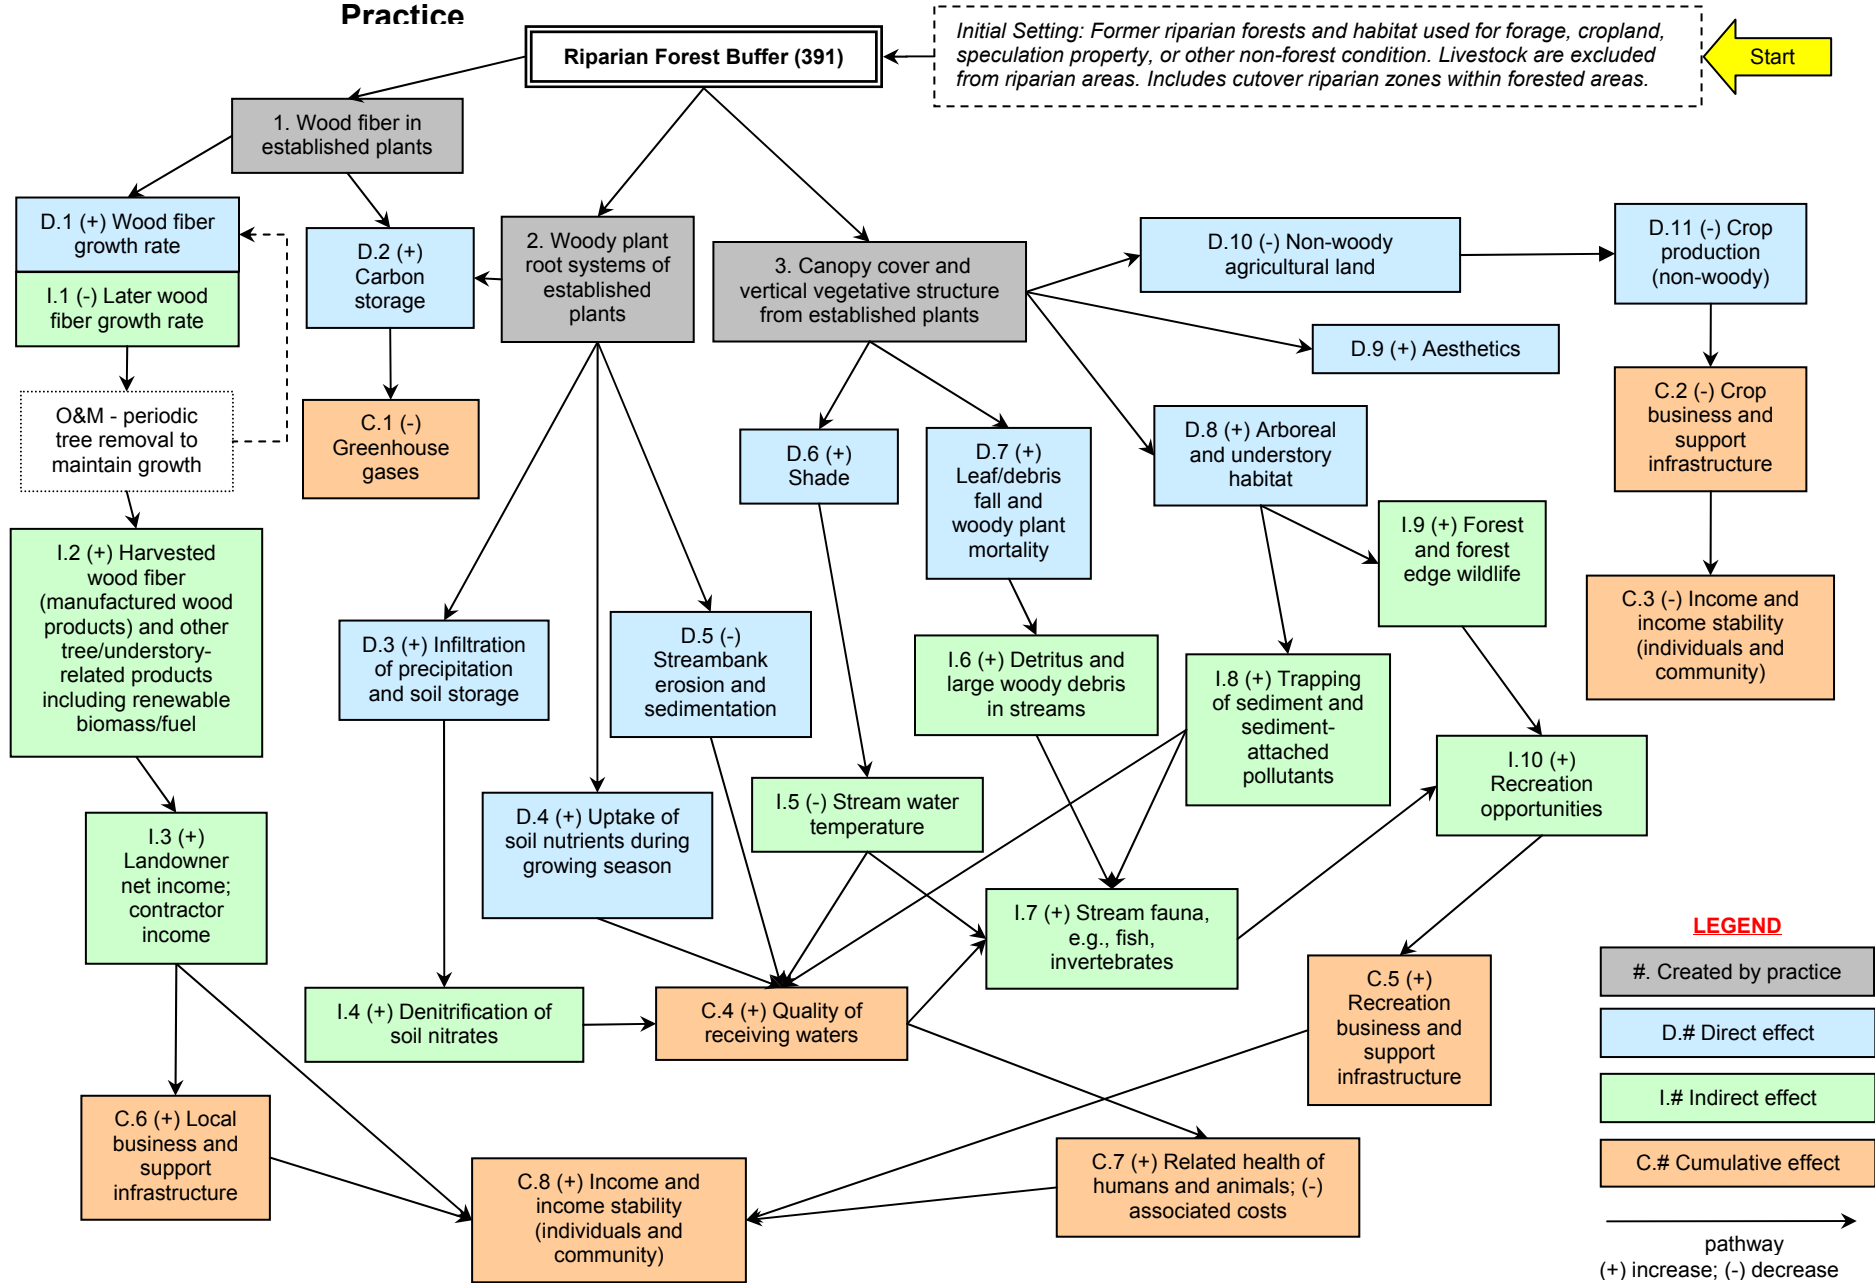 Practice
Riparian Forest Buffer (391)
Initial Setting: Former riparian forests and habitat used for forage, cropland,
speculation property, or other non-forest condition. Livestock are excluded
from riparian areas. Includes cutover riparian zones within forested areas.
Start
1. Wood fiber in
established plants
D.1 (+) Wood fiber
growth rate
I.1 (-) Later wood
fiber growth rate
D.2 (+)
Carbon
storage
2. Woody plant
root systems of
established
plants
3. Canopy cover and
vertical vegetative structure
from established plants
D.10 (-) Non-woody
agricultural land
D.11 (-) Crop
production
(non-woody)
D.9 (+) Aesthetics
O&M - periodic
tree removal to
maintain growth
C.1 (-)
Greenhouse
gases
D.6 (+)
Shade
D.7 (+)
Leaf/debris
fall and
woody plant
mortality
D.8 (+) Arboreal
and understory
habitat
C.2 (-) Crop
business and
support
infrastructure
I.9 (+) Forest
and forest
edge wildlife
I.2 (+) Harvested
wood fiber
(manufactured wood
products) and other
tree/understory-
related products
including renewable
biomass/fuel
D.3 (+) Infiltration
of precipitation
and soil storage
D.5 (-)
Streambank
erosion and
sedimentation
I.6 (+) Detritus and
large woody debris
in streams
I.8 (+) Trapping
of sediment and
sediment-
attached
pollutants
C.3 (-) Income and
income stability
(individuals and
community)
I.10 (+)
Recreation
opportunities
I.5 (-) Stream water
temperature
D.4 (+) Uptake of
soil nutrients during
growing season
I.3 (+)
Landowner
net income;
contractor
income
I.7 (+) Stream fauna,
e.g., fish,
invertebrates
I.4 (+) Denitrification of
soil nitrates
C.4 (+) Quality of
receiving waters
C.5 (+)
Recreation
business and
support
infrastructure
C.6 (+) Local
business and
support
infrastructure
C.8 (+) Income and
income stability
(individuals and
community)
C.7 (+) Related health of
humans and animals; (-)
associated costs
LEGEND
#. Created by practice
D.# Direct effect
I.# Indirect effect
C.# Cumulative effect
pathway
(+) increase; (-) decrease